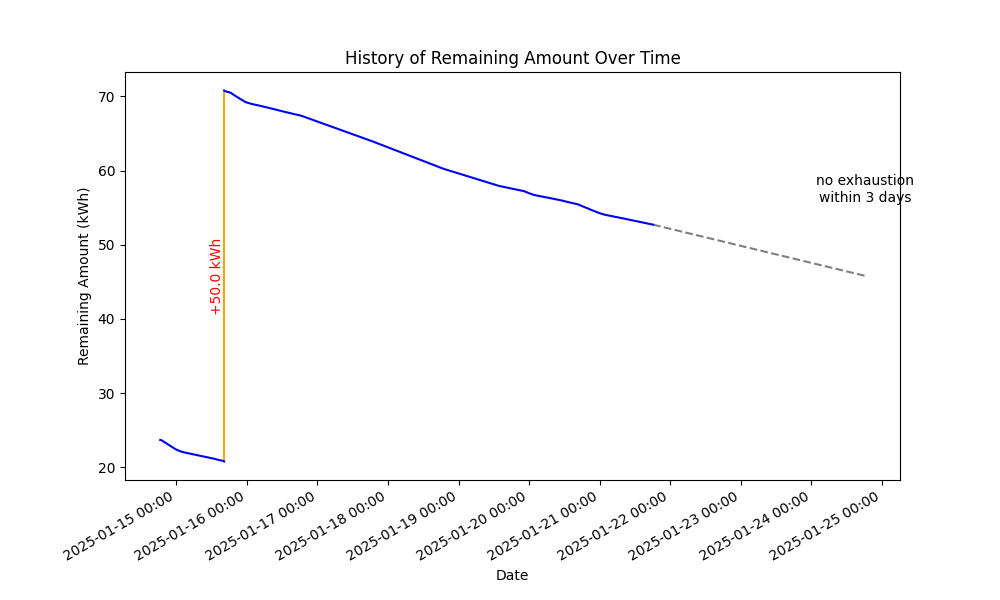 History of Remaining Amount Over Time
Remaining Amount (kWh)
70
60
50
40
30
20
+50.0 kWh
no exhaustion
within 3 days
2025-01-15 00:00
2025-01-16 00:00
2025-01-17 00:00
2025-01-18 00:00
2025-01-19 00:00
2025-01-20 00:00
2025-01-21 00:00
2025-01-22 00:00
2025-01-23 00:00
2025-01-24 00:00
2025-01-25 00:00
Date